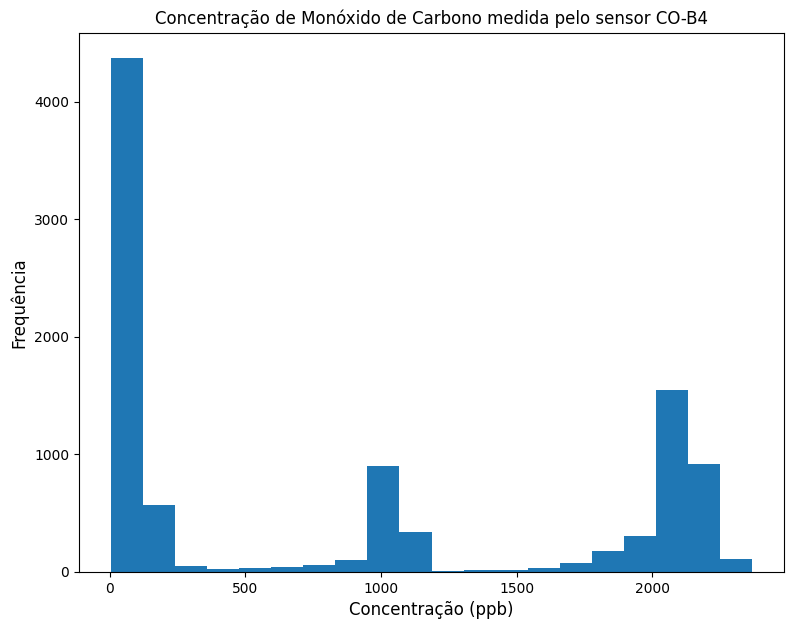 Concentração de Monóxido de Carbono medida pelo sensor CO-B4
4000
3000
2000
1000
0
Frequência
0 500 1000 1500 2000
Concentração (ppb)